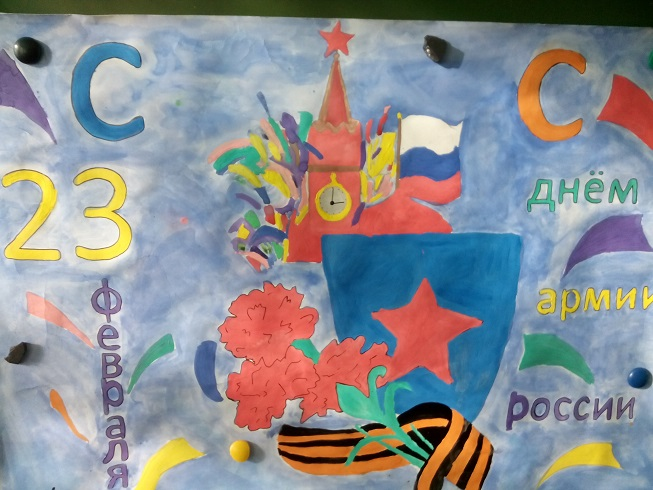 С
23
февраля
С
днём
армии
россии